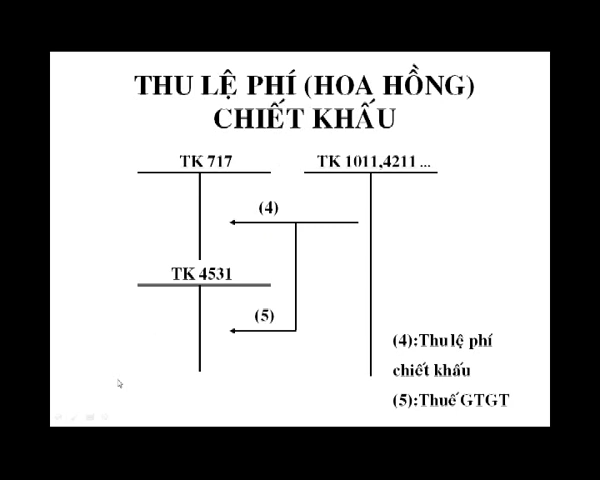 THU LỆ PHÍ (HOA HỒNG)
CHIẾT KHẤU
TK 717
TK 1011,4211 ...
(4)
TK 4531
(5)
(4):Thu lệ phí
chiết khấu
(5):Thuế GTGT